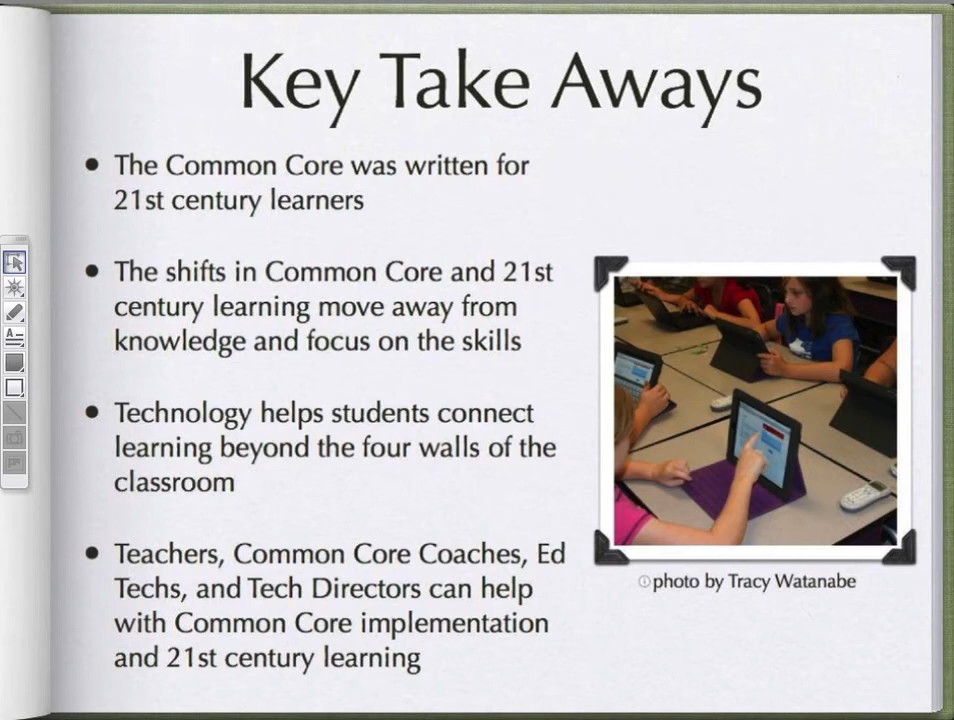 Key Take Aways
• The Common Core was written for
21st century learners
• The shifts in Common Core and 21st
century learning move away from
knowledge and focus on the skills
• Technology helps students connect
learning beyond the four walls of the
classroom
• Teachers, Common Core Coaches, Ed
Techs, and Tech Directors can help
with Common Core implementation
and 21st century learning
photo by Tracy Watanabe